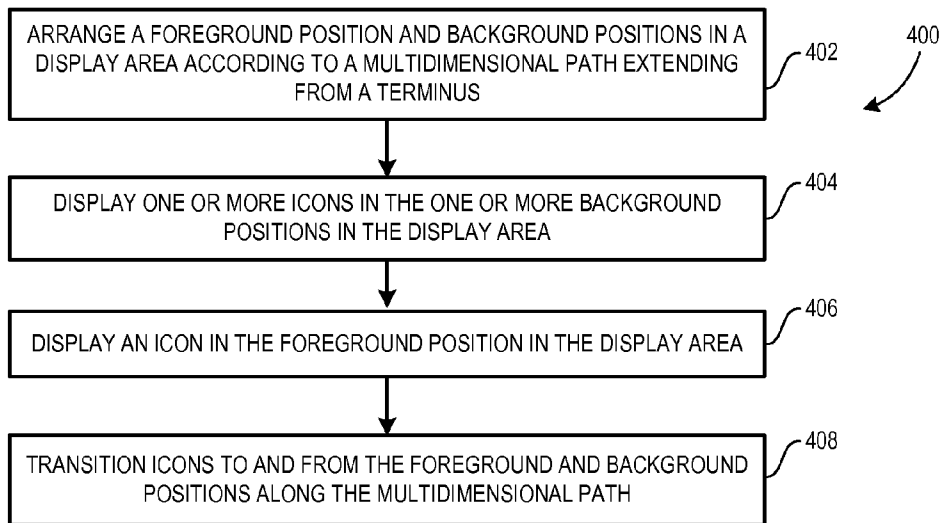 ARRANGE A FOREGROUND POSITION AND BACKGROUND POSITIONS IN A
DISPLAY AREA ACCORDING TO A MULTIDIMENSIONAL PATH EXTENDING
FROM A TERMINUS
402
400
DISPLAY ONE OR MORE ICONS IN THE ONE OR MORE BACKGROUND
POSITIONS IN THE DISPLAY AREA
404
DISPLAY AN ICON IN THE FOREGROUND POSITION IN THE DISPLAY AREA
406
TRANSITION ICONS TO AND FROM THE FOREGROUND AND BACKGROUND
POSITIONS ALONG THE MULTIDIMENSIONAL PATH
408